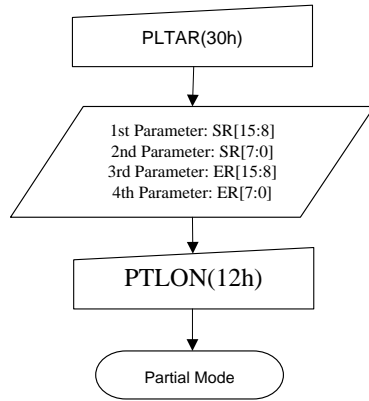 PLTAR(30h)
1st Parameter: SR[15:8]
2nd Parameter: SR[7:0]
3rd Parameter: ER[15:8]
4th Parameter: ER[7:0]
PTLON(12h)
Partial Mode